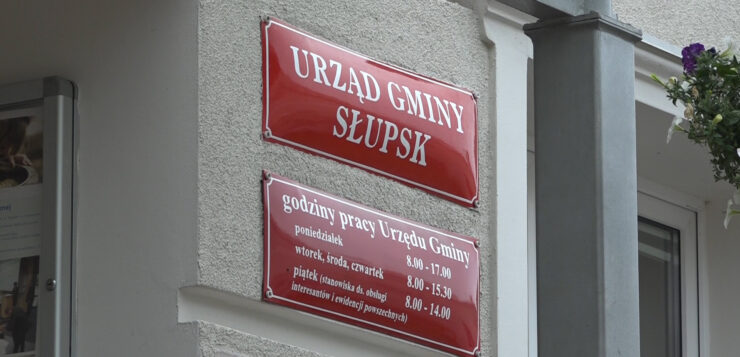 URZĄD GMINY
SŁUPSK
godziny pracy Urzędu Gminy
poniedziałek 8.00 - 17.00
wtorek, środa, czwartek 8.00 - 15.30
piątek (stanowiska ds. obsługi 8.00 - 14.00
interesantów i ewidencji powszechnych)